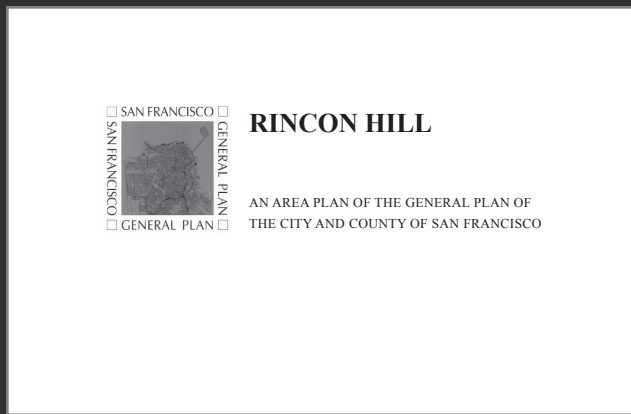 SAN FRANCISCO
SAN FRANCISCO
GENERAL PLAN
GENERAL PLAN
RINCON HILL
AN AREA PLAN OF THE GENERAL PLAN OF
THE CITY AND COUNTY OF SAN FRANCISCO